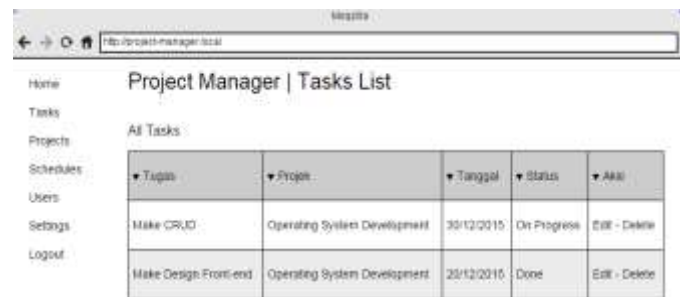 Mozilla
http://project-manager.local
Home
Tasks
Projects
Schedules
Users
Settings
Logout
Project Manager | Tasks List
All Tasks
Tugas Projek Tanggal Status Aksi
Make CRUD Operating System Development 30/12/2015 On Progress Edit - Delete
Make Design Front-end Operating System Development 20/12/2015 Done Edit - Delete